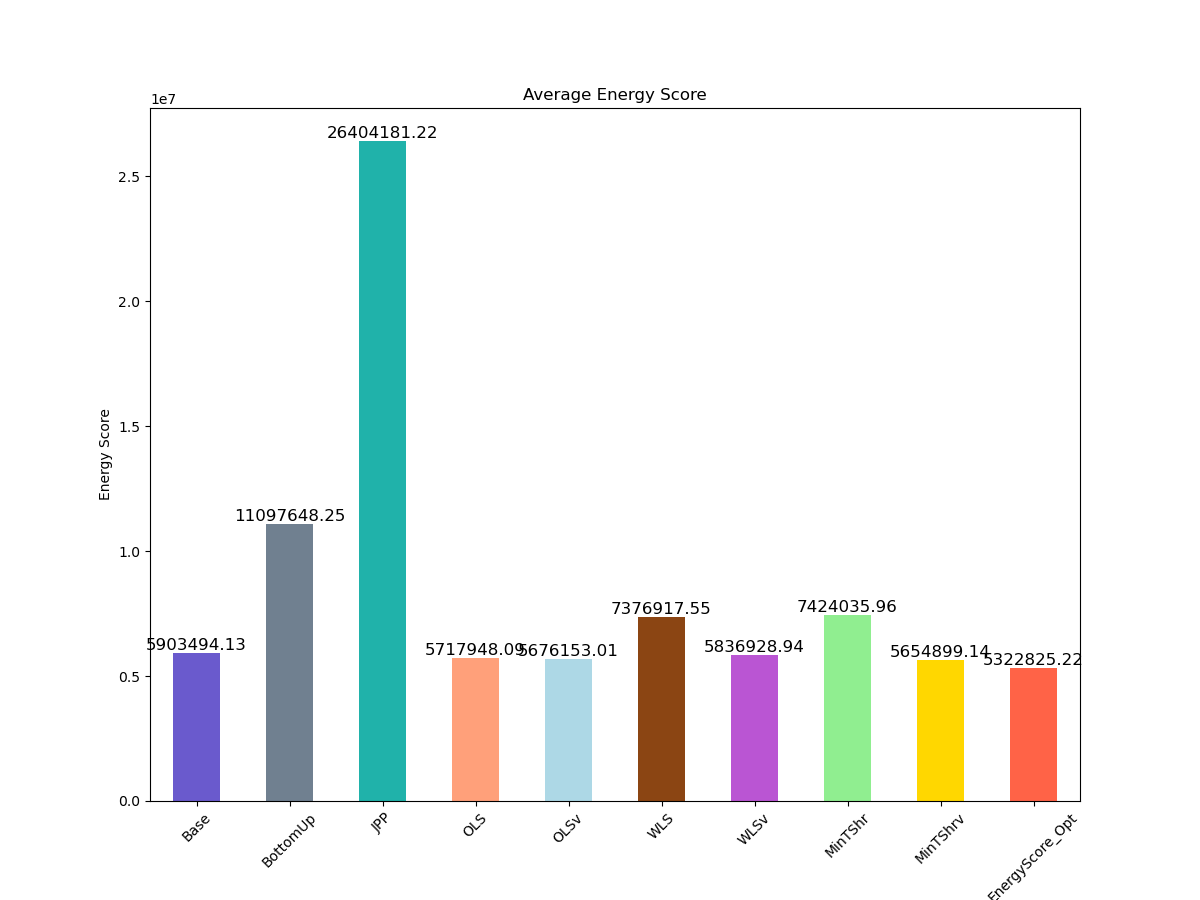 Average Energy Score
1e7
Energy Score
2.5
2.0
1.5
1.0
0.5
0.0
5903494.13
11097648.25
26404181.22
5717948.09
5676153.01
7376917.55
5836928.94
7424035.96
5654899.14
5322825.22
Base
BottomUp
JPP
OLS
OLSv
WLS
WLSv
MinTShr
MinTShrv
EnergyScore_Opt